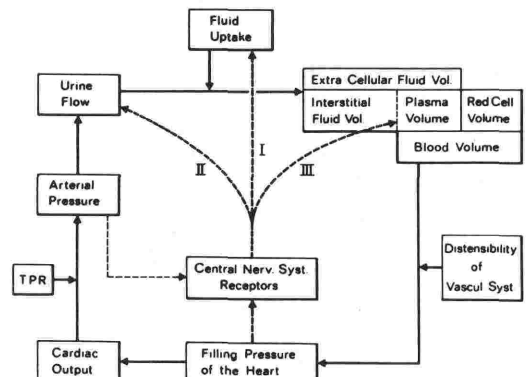 Fluid
Uptake
Urine
Flow
Extra Cellular Fluid Vol.
Interstitial
Fluid Vol.
Plasma
Volume
Red Cell
Volume
Blood Volume
I
II
III
Arterial
Pressure
Central Nerv. Syst.
Receptors
Distensibility
of
Vascul Syst
TPR
Cardiac
Output
Filling Pressure
of the Heart